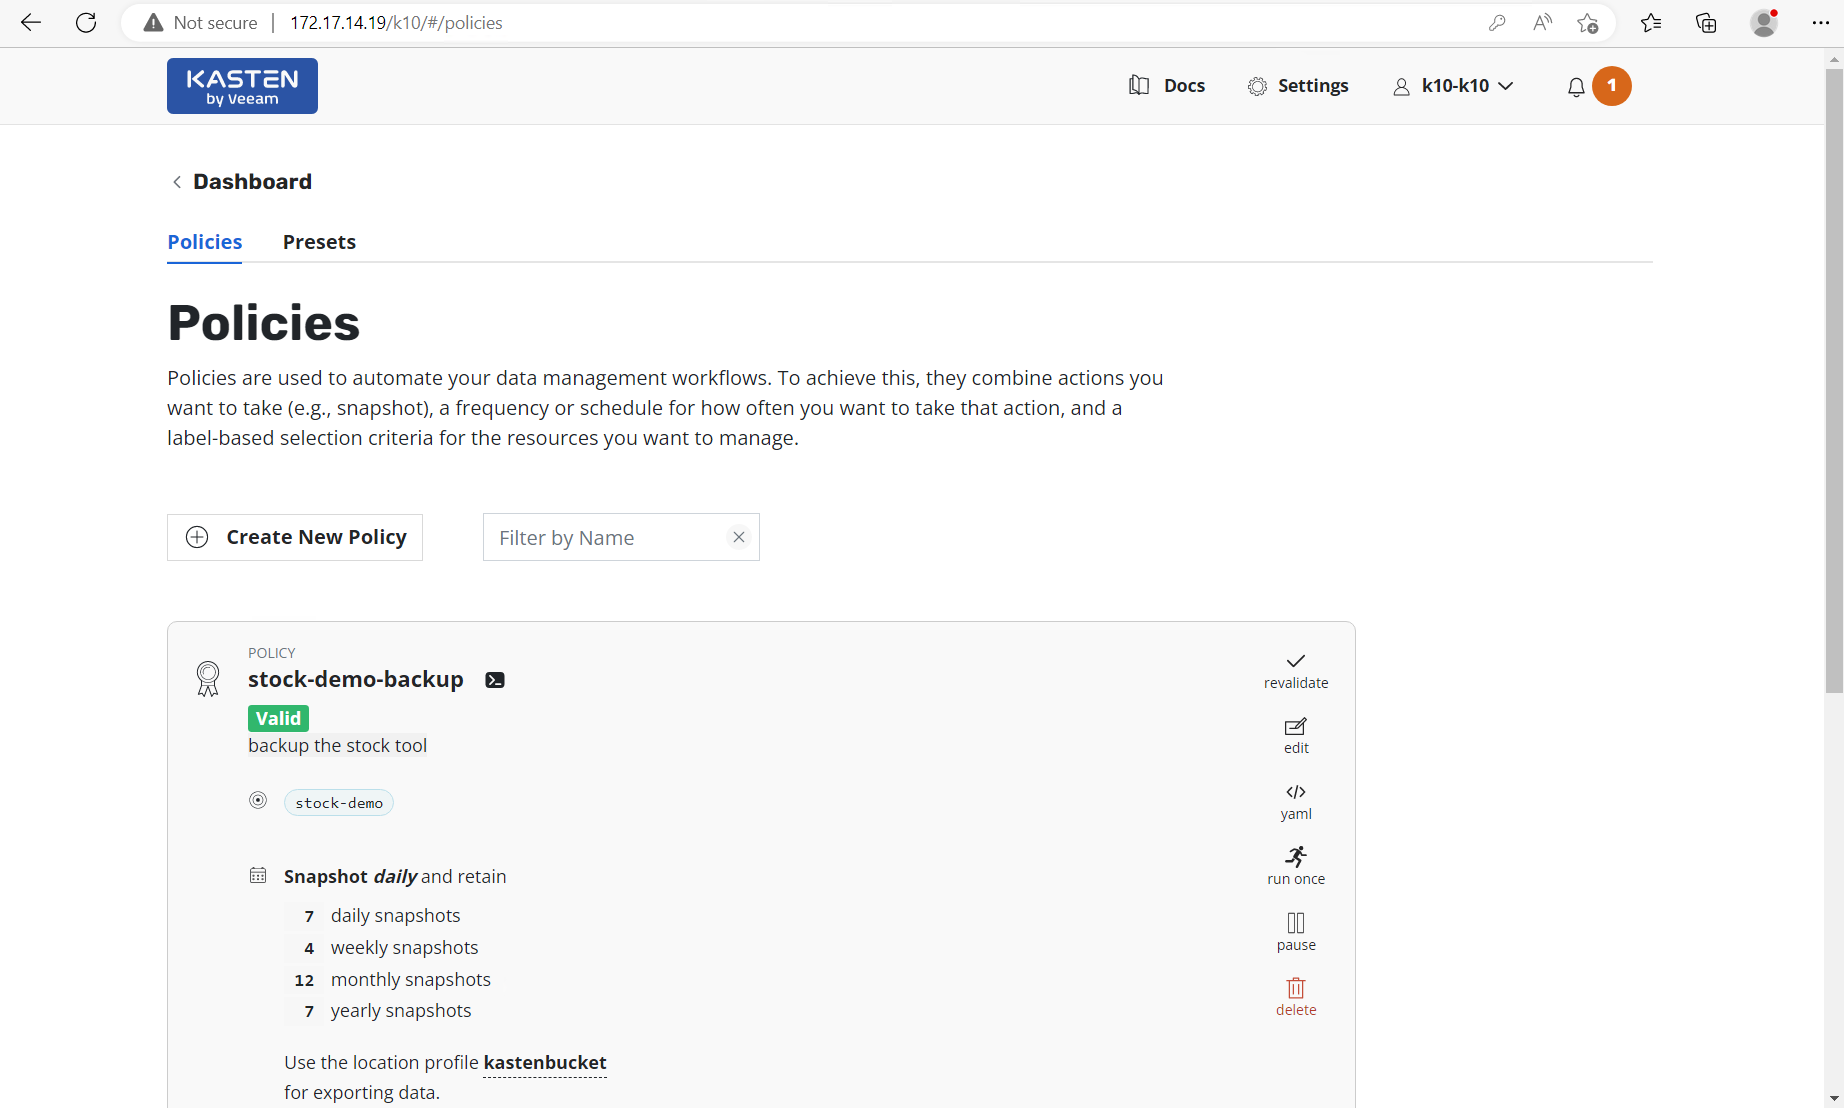 Not secure | 172.17.14.19/k10/#/policies
KASTEN
by Veeam
Docs
Settings
k10-k10
1
Dashboard
Policies
Presets
Policies
Policies are used to automate your data management workflows. To achieve this, they combine actions you
want to take (e.g., snapshot), a frequency or schedule for how often you want to take that action, and a
label-based selection criteria for the resources you want to manage.
Create New Policy
Filter by Name
POLICY
stock-demo-backup
Valid
backup the stock tool
stock-demo
Snapshot daily and retain
7 daily snapshots
4 weekly snapshots
12 monthly snapshots
7 yearly snapshots
Use the location profile kastenbucket
for exporting data.
revalidate
edit
yaml
run once
pause
delete